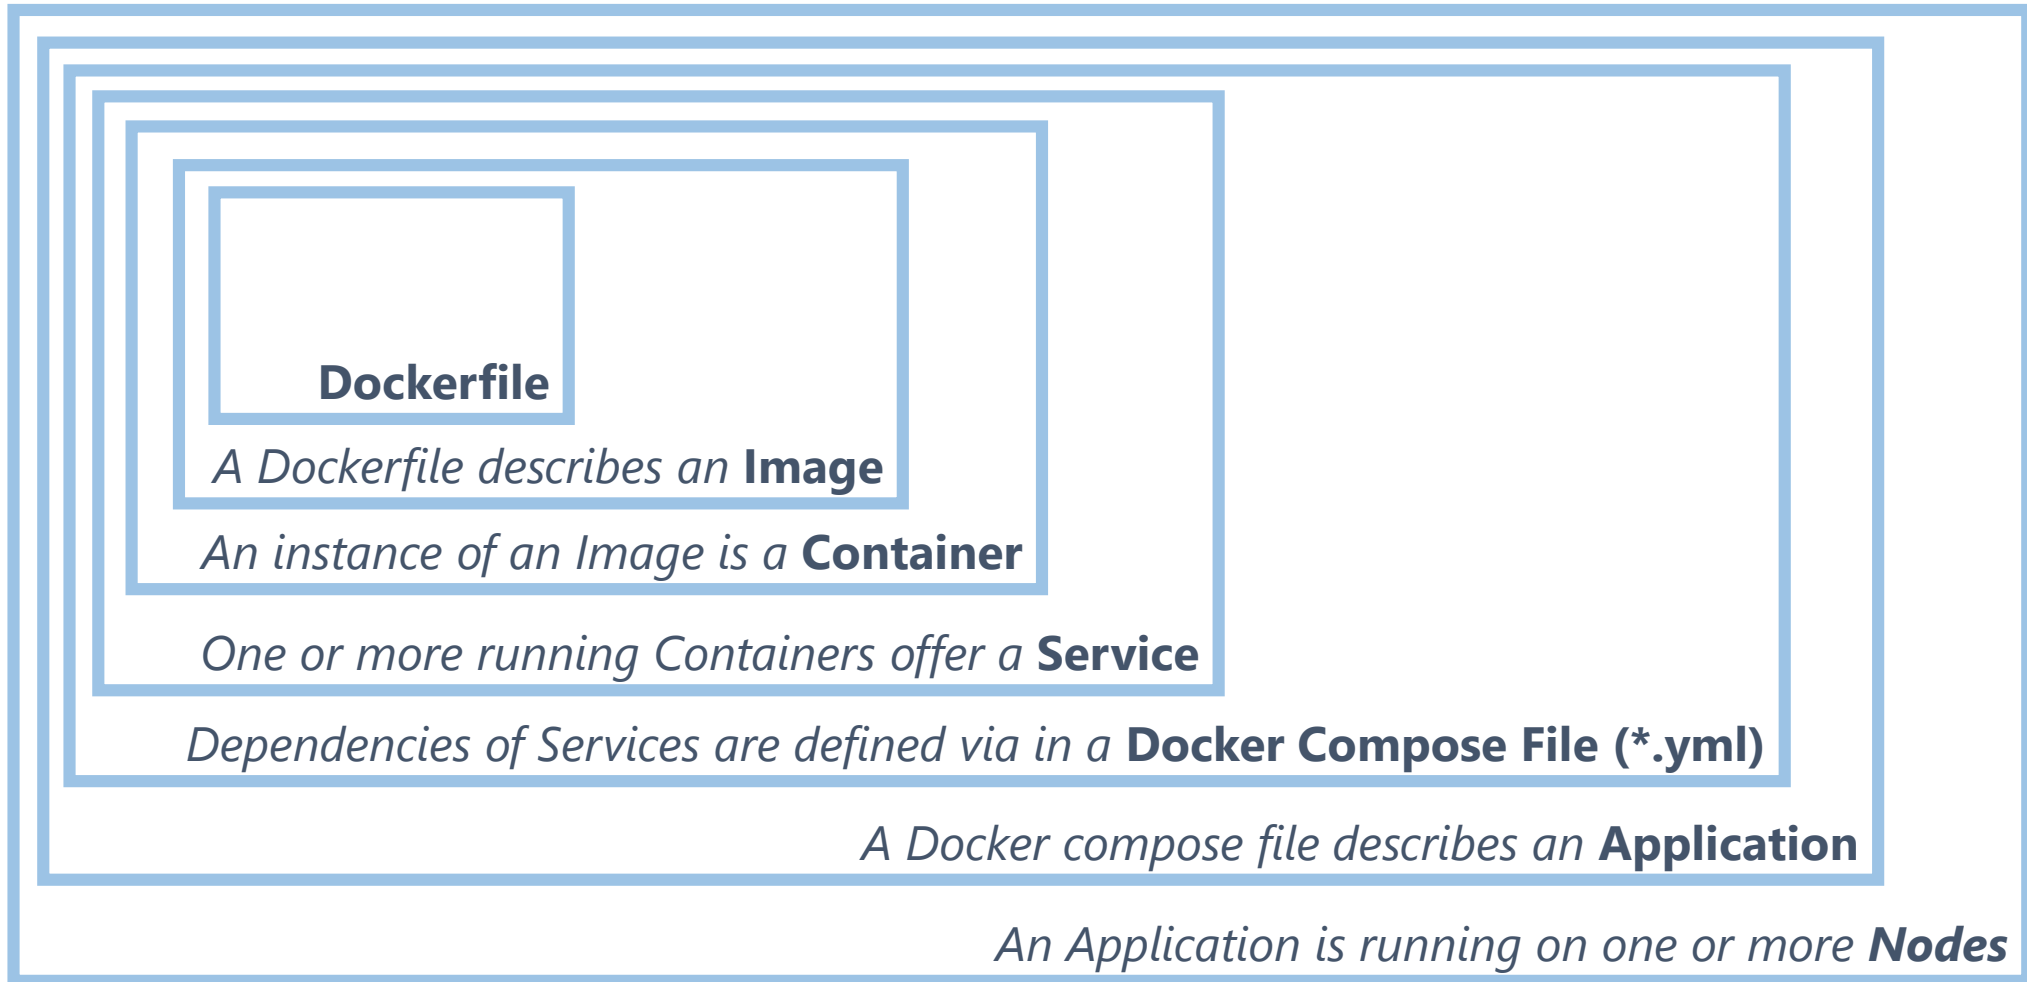 Dockerfile
A Dockerfile describes an Image
An instance of an Image is a Container
One or more running Containers offer a Service
Dependencies of Services are defined via in a Docker Compose File (*.yml)
A Docker compose file describes an Application
An Application is running on one or more Nodes